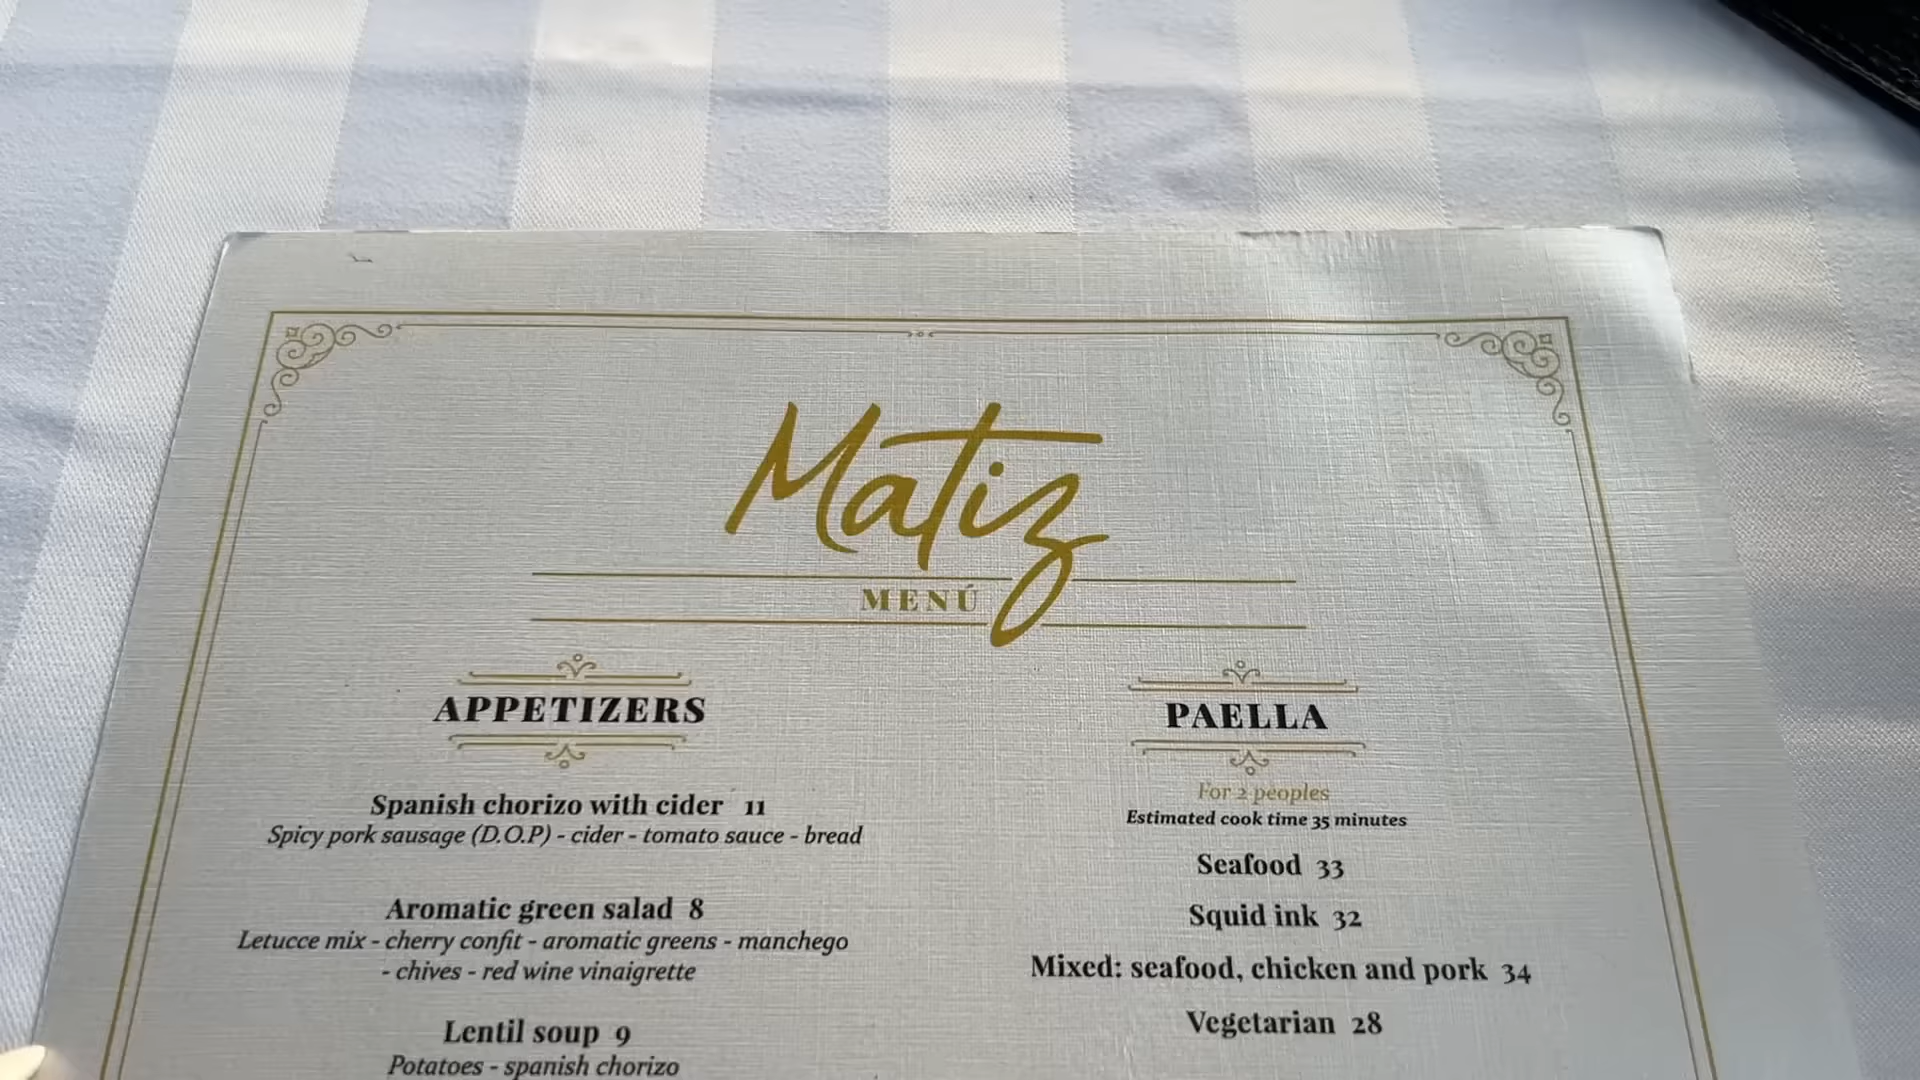 Matiz
MENÚ
APPETIZERS
Spanish chorizo with cider 11
Spicy pork sausage (D.O.P) - cider - tomato sauce - bread
Aromatic green salad 8
Letucce mix - cherry confit - aromatic greens - manchego
- chives - red wine vinaigrette
Lentil soup 9
Potatoes - spanish chorizo
PAELLA
For 2 peoples
Estimated cook time 35 minutes
Seafood 33
Squid ink 32
Mixed: seafood, chicken and pork 34
Vegetarian 28